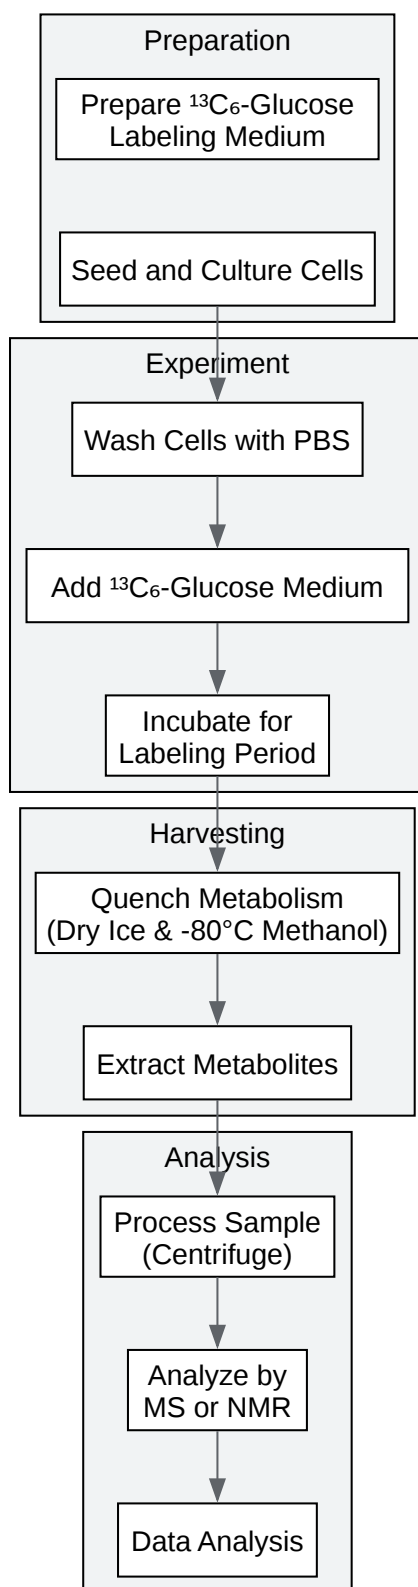 Preparation
Prepare ¹³C₆-Glucose
Labeling Medium
Seed and Culture Cells
Experiment
Wash Cells with PBS
Add ¹³C₆-Glucose Medium
Incubate for
Labeling Period
Harvesting
Quench Metabolism
(Dry Ice & -80°C Methanol)
Extract Metabolites
Analysis
Process Sample
(Centrifuge)
Analyze by
MS or NMR
Data Analysis